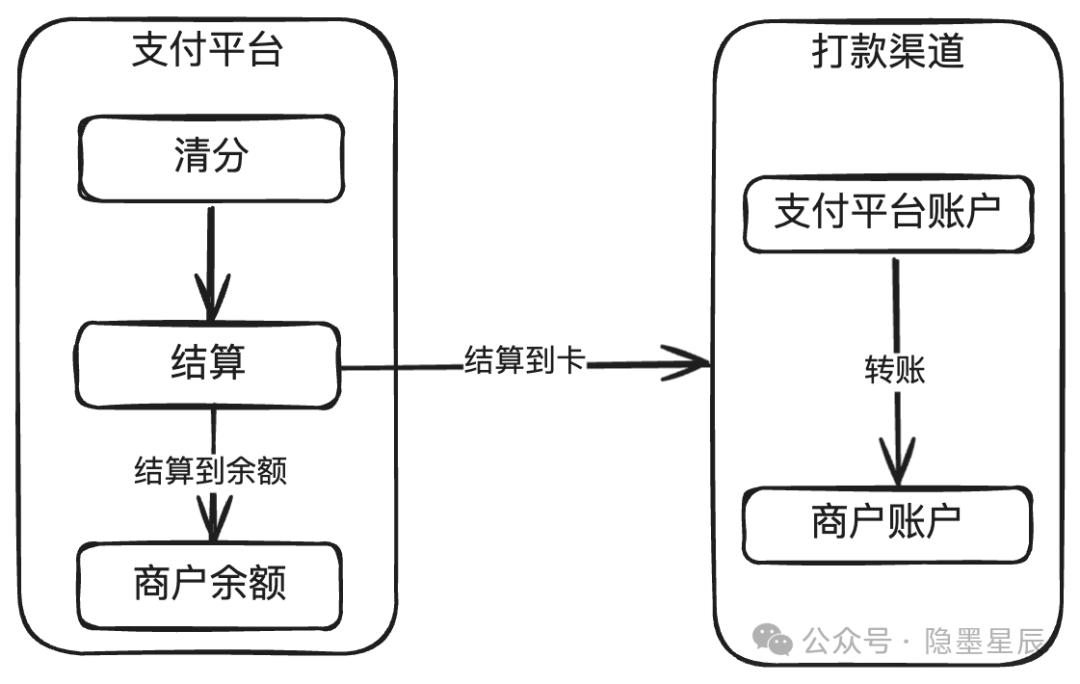 支付平台
清分
结算
结算到余额
商户余额
结算到卡
打款渠道
支付平台账户
转账
商户账户
公众号 · 隐墨星辰